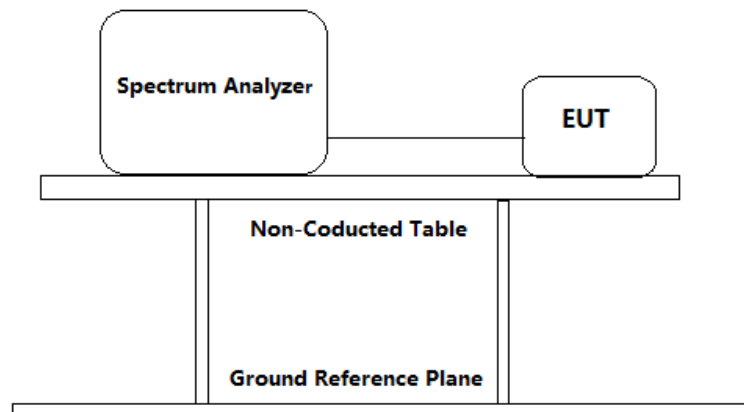 Spectrum Analyzer
EUT
Non-Coducted Table
Ground Reference Plane